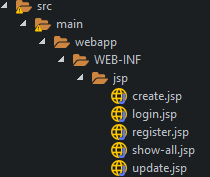 src
main
webapp
WEB-INF
jsp
create.jsp
login.jsp
register.jsp
show-all.jsp
update.jsp